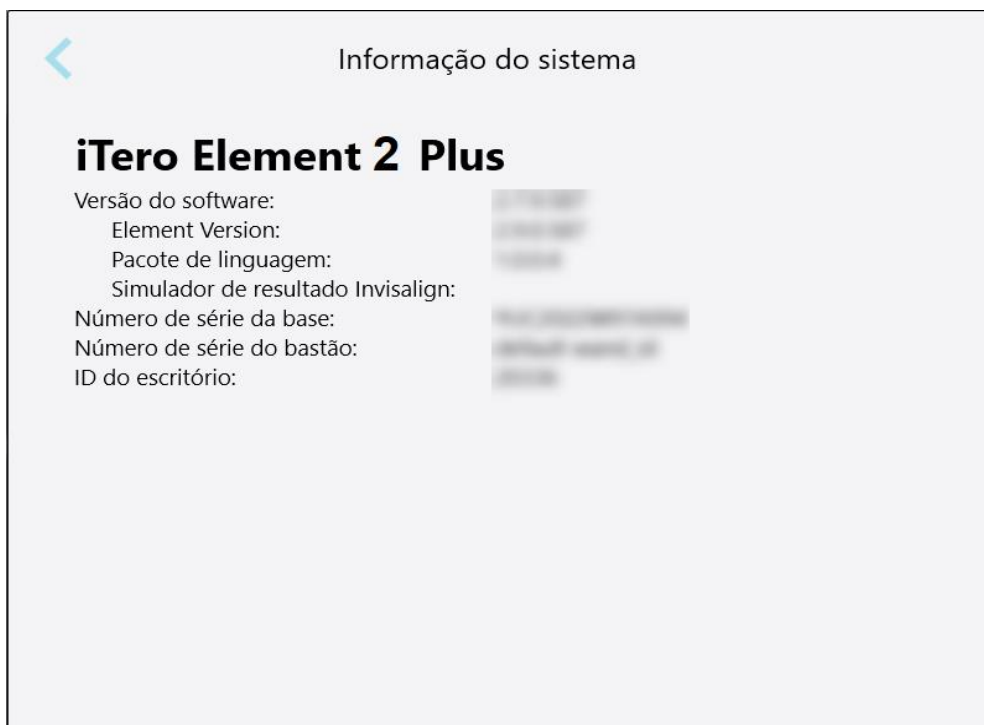 Informação do sistema
iTero Element 2 Plus
Versão do software:
Element Version:
Pacote de linguagem:
Simulador de resultado Invisalign:
Número de série da base:
Número de série do bastão:
ID do escritório: